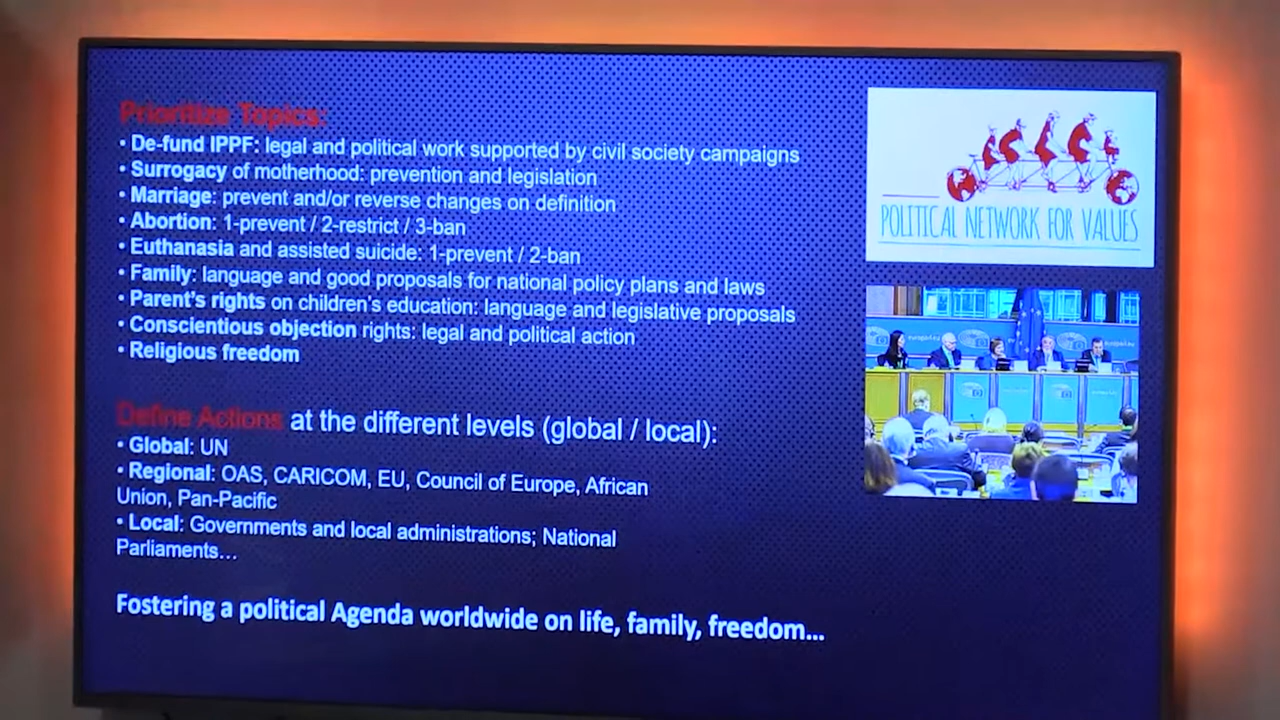 Prioritize Topics:
• De-fund IPPF: legal and political work supported by civil society campaigns
• Surrogacy of motherhood: prevention and legislation
• Marriage: prevent and/or reverse changes on definition
• Abortion: 1-prevent / 2-restrict / 3-ban
• Euthanasia and assisted suicide: 1-prevent / 2-ban
• Family: language and good proposals for national policy plans and laws
• Parent's rights on children's education: language and legislative proposals
• Conscientious objection rights: legal and political action
• Religious freedom
Define Actions at the different levels (global / local):
• Global: UN
• Regional: OAS, CARICOM, EU, Council of Europe, African
Union, Pan-Pacific
• Local: Governments and local administrations; National
Parliaments...
Fostering a political Agenda worldwide on life, family, freedom...
POLITICAL NETWORK FOR VALUES